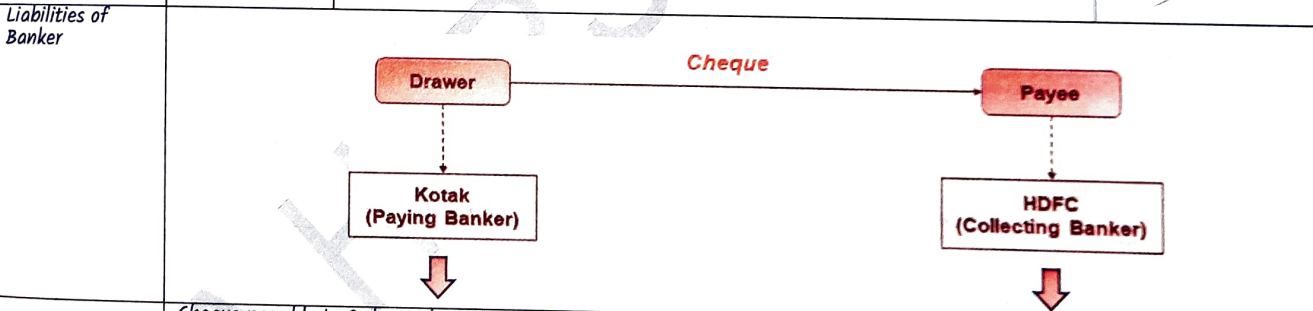 Liabilities of
Banker
Cheque
Drawer
Payee
Kotak
(Paying Banker)
HDFC
(Collecting Banker)